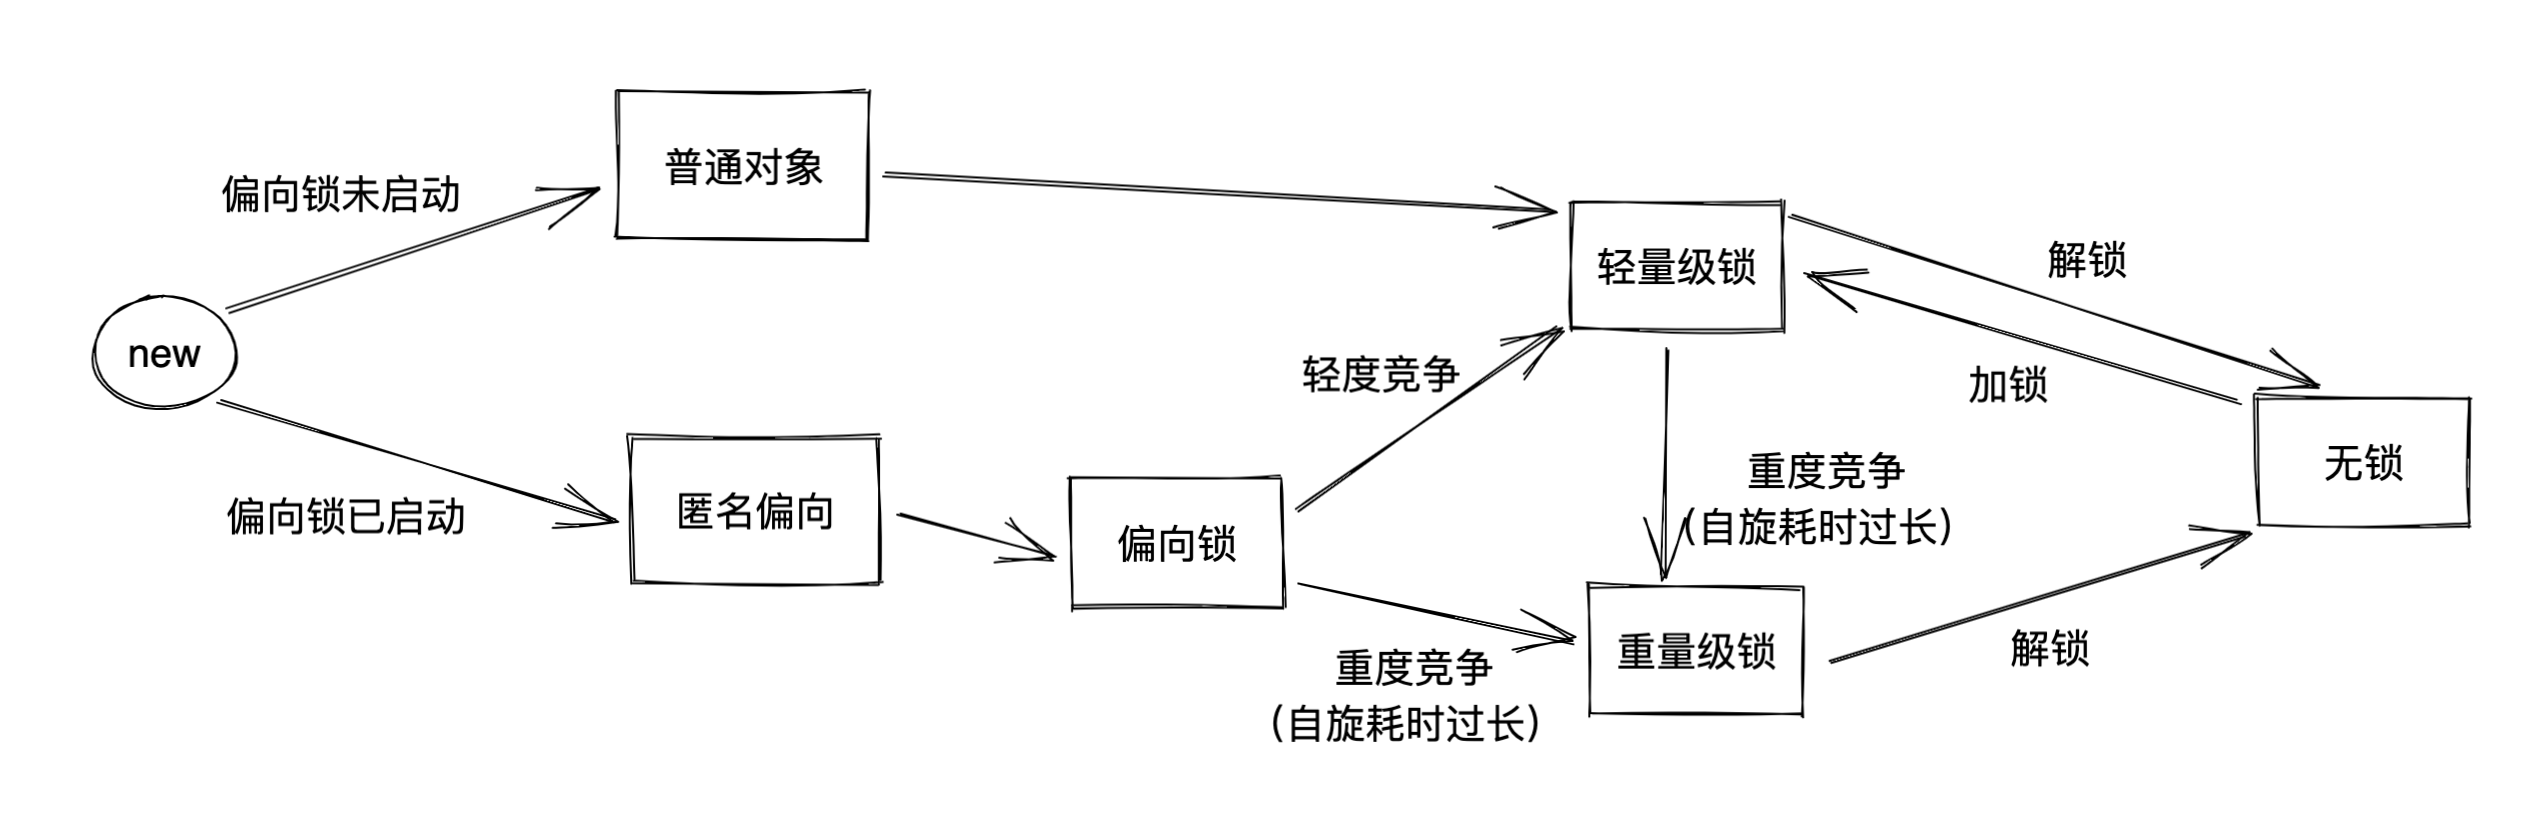 普通对象
偏向锁未启动
轻量级锁
解锁
new
轻度竞争
加锁
无锁
重度竞争
(自旋耗时过长)
匿名偏向
偏向锁已启动
偏向锁
重量级锁
解锁
重度竞争
(自旋耗时过长)